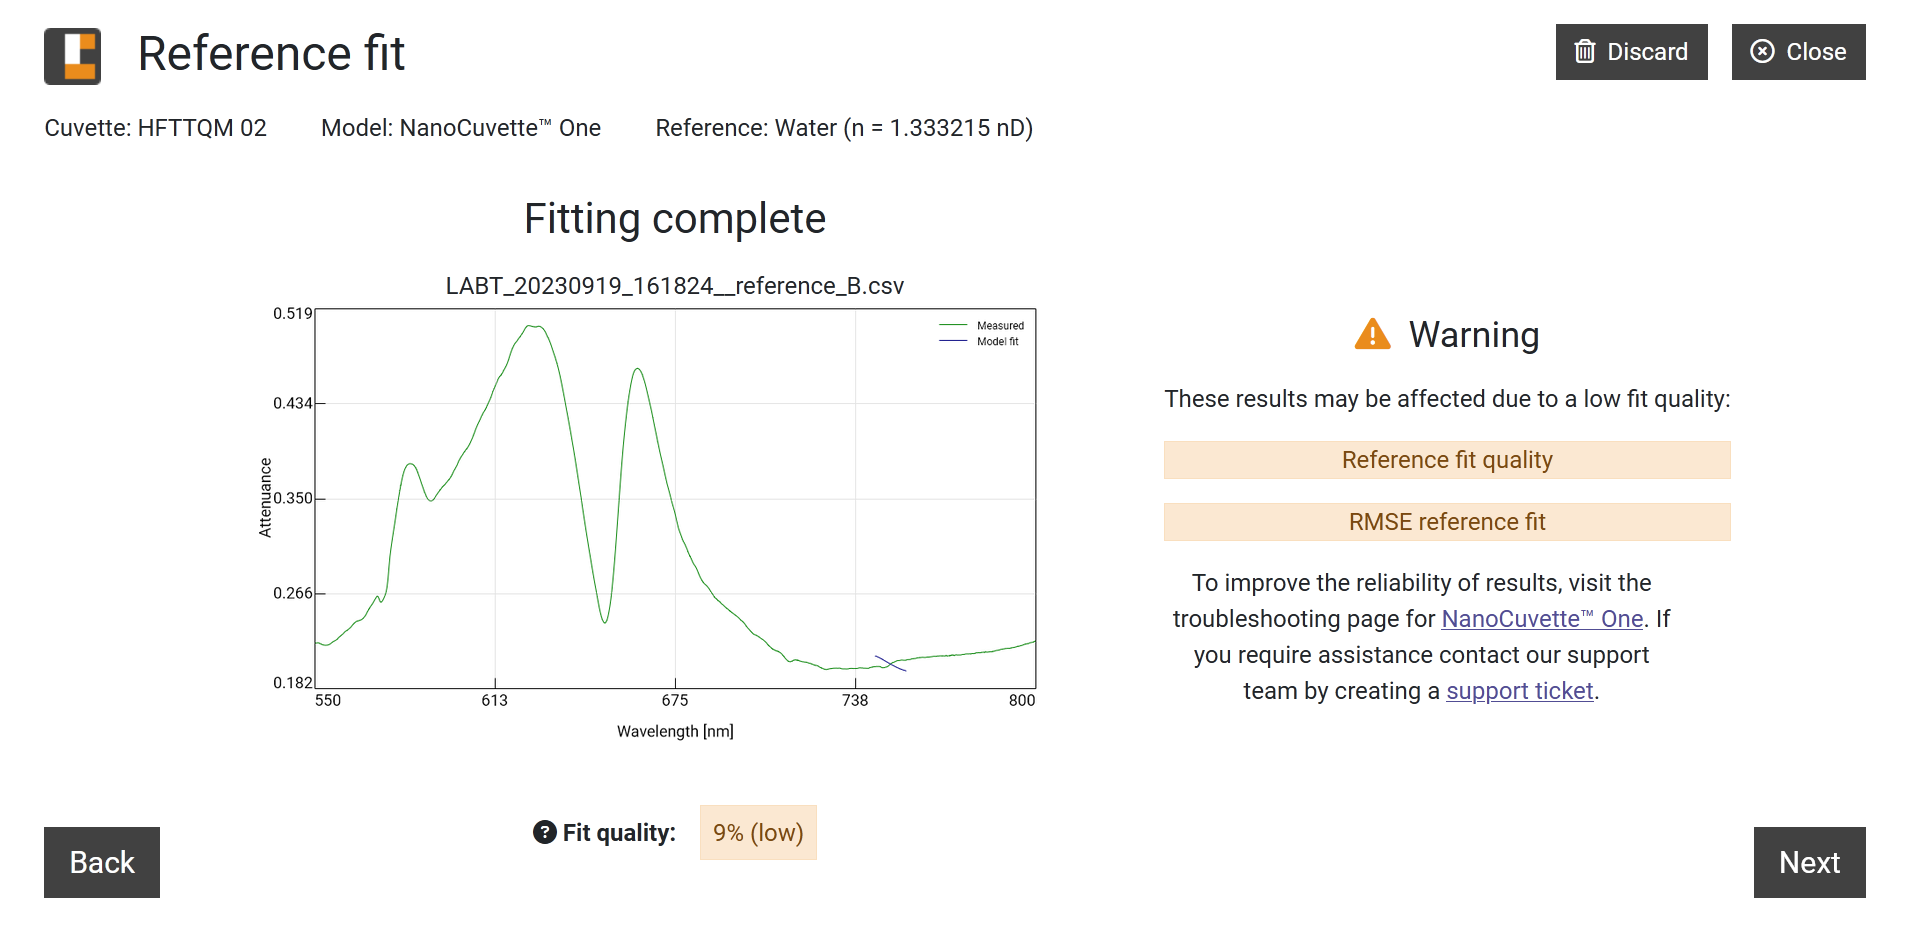 Reference fit
Discard
Close
Cuvette: HFTTQM 02
Model: NanoCuvette™ One
Reference: Water (n = 1.333215 nD)
Fitting complete
LABT_20230919_161824__reference_B.csv
0.519
0.434
0.350
0.266
0.182
Attenuance
Measured
Model fit
550
613
675
738
800
Wavelength [nm]
Fit quality:
9% (low)
Warning
These results may be affected due to a low fit quality:
Reference fit quality
RMSE reference fit
To improve the reliability of results, visit the
troubleshooting page for NanoCuvette™ One. If
you require assistance contact our support
team by creating a support ticket.
Back
Next